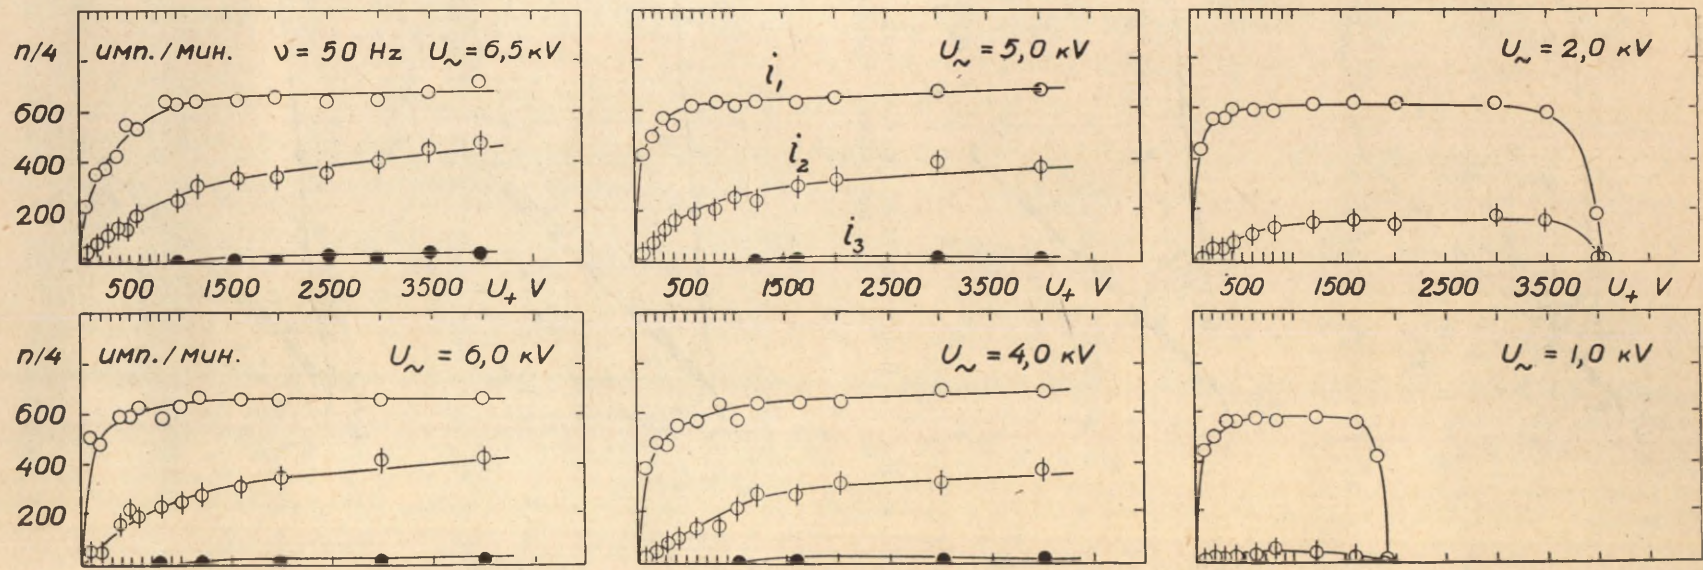 n/4 имп./мин. ν = 50 Hz U~ = 6,5 кV
600
400
200
500 1500 2500 3500 U+ V
U~ = 5,0 кV
i1
i2
i3
500 1500 2500 3500 U+ V
U~ = 2,0 кV
500 1500 2500 3500 U+ V
n/4 имп./мин. U~ = 6,0 кV
600
400
200
U~ = 4,0 кV
U~ = 1,0 кV